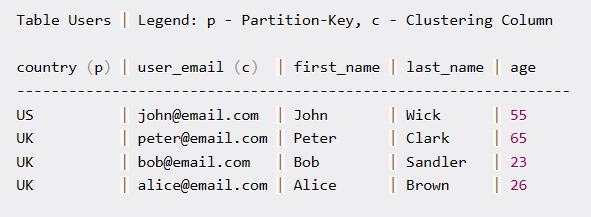 Table Users | Legend: p - Partition-Key, c - Clustering Column
country (p) | user_email (c) | first_name | last_name | age
----------------------------------------------------------------
US | john@email.com | John | Wick | 55
UK | peter@email.com | Peter | Clark | 65
UK | bob@email.com | Bob | Sandler | 23
UK | alice@email.com | Alice | Brown | 26